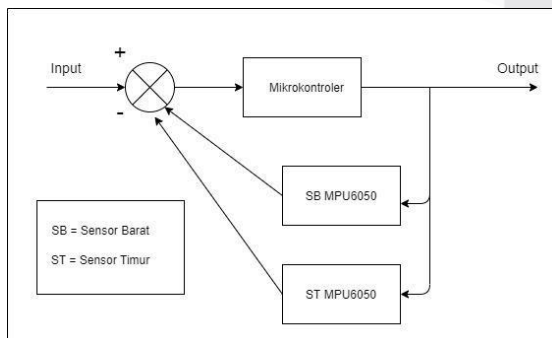 +
Input
Output
Mikrokontroler
-
SB MPU6050
SB = Sensor Barat
ST = Sensor Timur
ST MPU6050